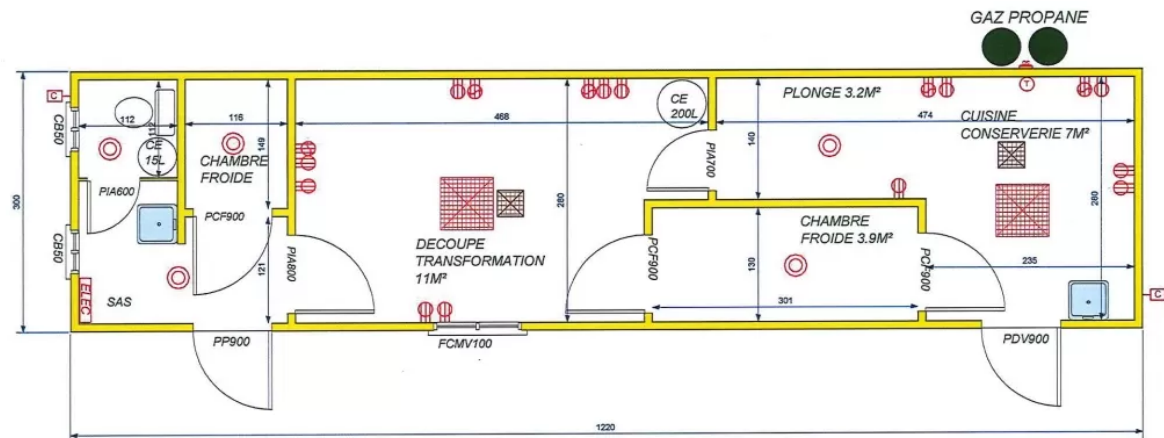 GAZ PROPANE
C
CB50
112
112
CE
15L
PIA600
CB50
ELEC
SAS
116
149
CHAMBRE
FROIDE
PCF900
121
PIA800
PP900
468
280
CE
200L
DECOUPE
TRANSFORMATION
11M²
FCMV100
PIA700
PCF900
PLONGE 3.2M²
T
474
140
CUISINE
CONSERVERIE 7M²
CHAMBRE
FROIDE 3.9M²
130
301
PCF900
235
280
C
PDV900
300
1220